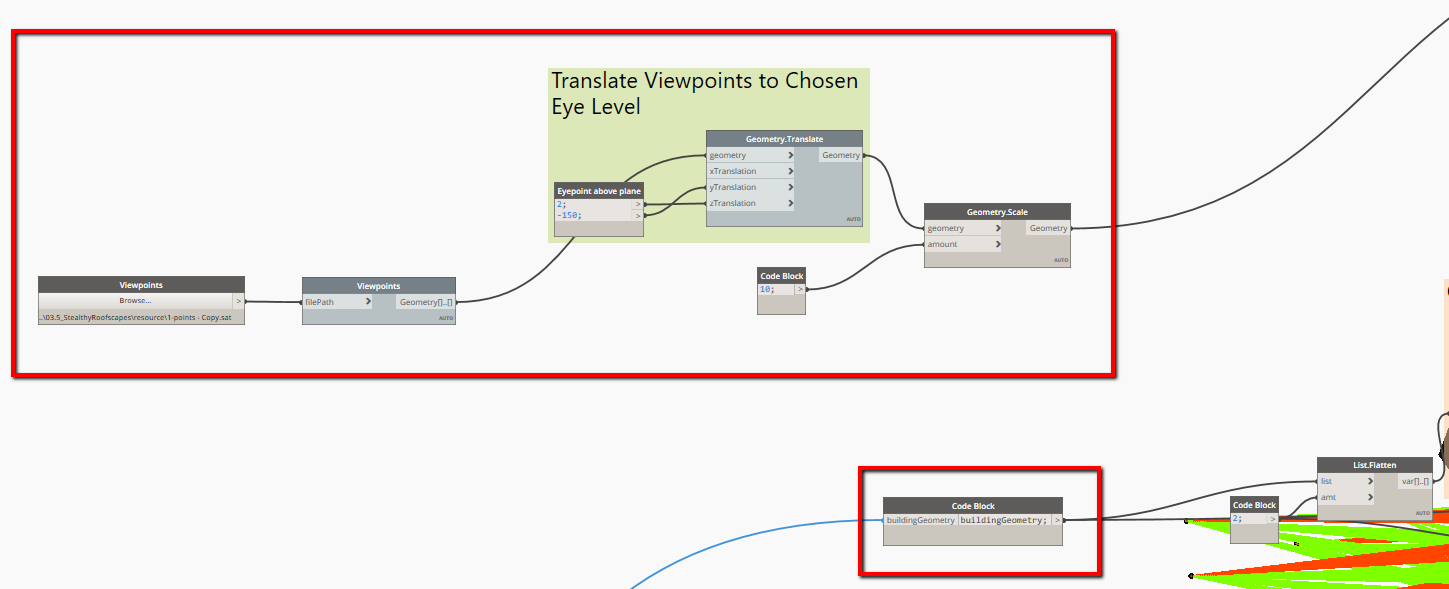 Translate Viewpoints to Chosen
Eye Level
Geometry.Translate
geometry > Geometry
xTranslation >
yTranslation >
zTranslation >
AUTO
Eyepoint above plane
2; >
-150; >
Geometry.Scale
geometry > Geometry
amount >
AUTO
Code Block
10; >
Viewpoints
Browse... >
..\03.5_StealthyRoofscapes\resource\1-points - Copy.sat
Viewpoints
filePath > Geometry[]..[]
AUTO
Code Block
buildingGeometry buildingGeometry; >
List.Flatten
list > var[]..[]
amt >
AUTO
Code Block
2; >